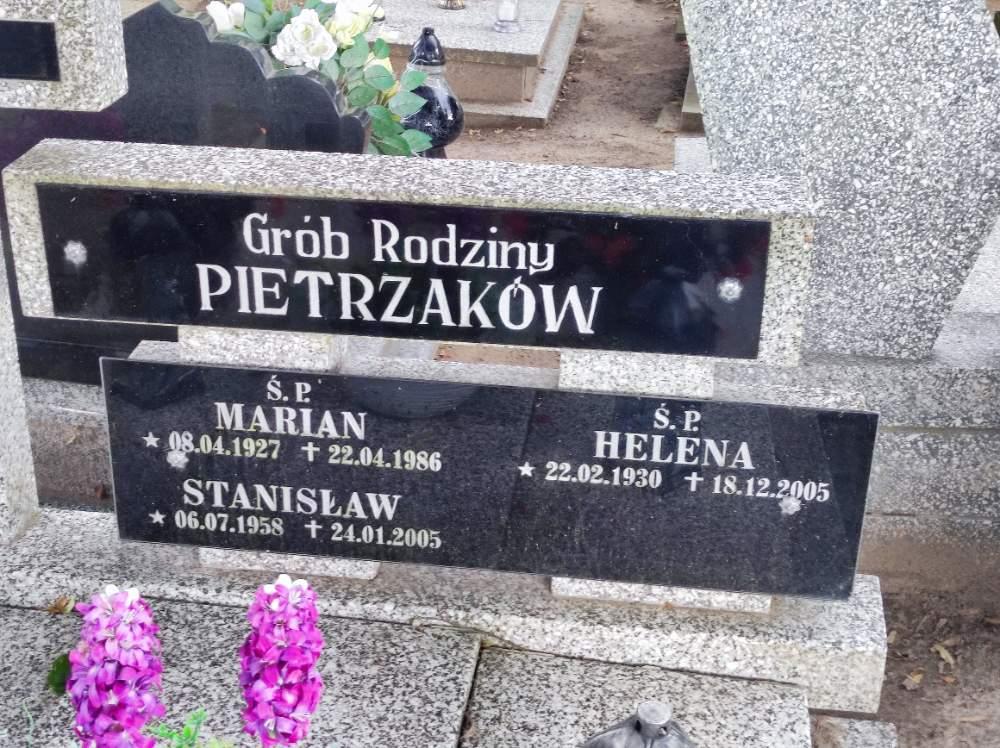 Grób Rodziny
PIETRZAKÓW
Ś. P.
MARIAN
★ 08.04.1927 ✝ 22.04.1986
STANISŁAW
★ 06.07.1958 ✝ 24.01.2005
Ś. P.
HELENA
★ 22.02.1930 ✝ 18.12.2005